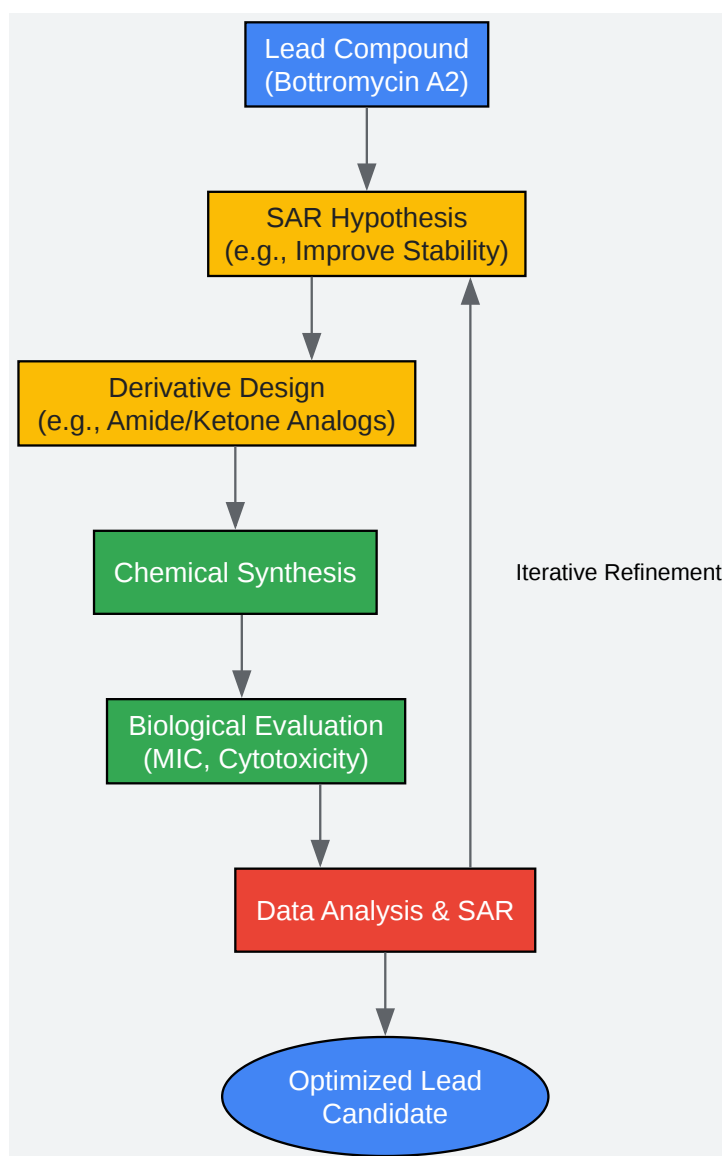 Lead Compound
(Bottromycin A2)
SAR Hypothesis
(e.g., Improve Stability)
Derivative Design
(e.g., Amide/Ketone Analogs)
Chemical Synthesis
Iterative Refinement
Biological Evaluation
(MIC, Cytotoxicity)
Data Analysis & SAR
Optimized Lead
Candidate